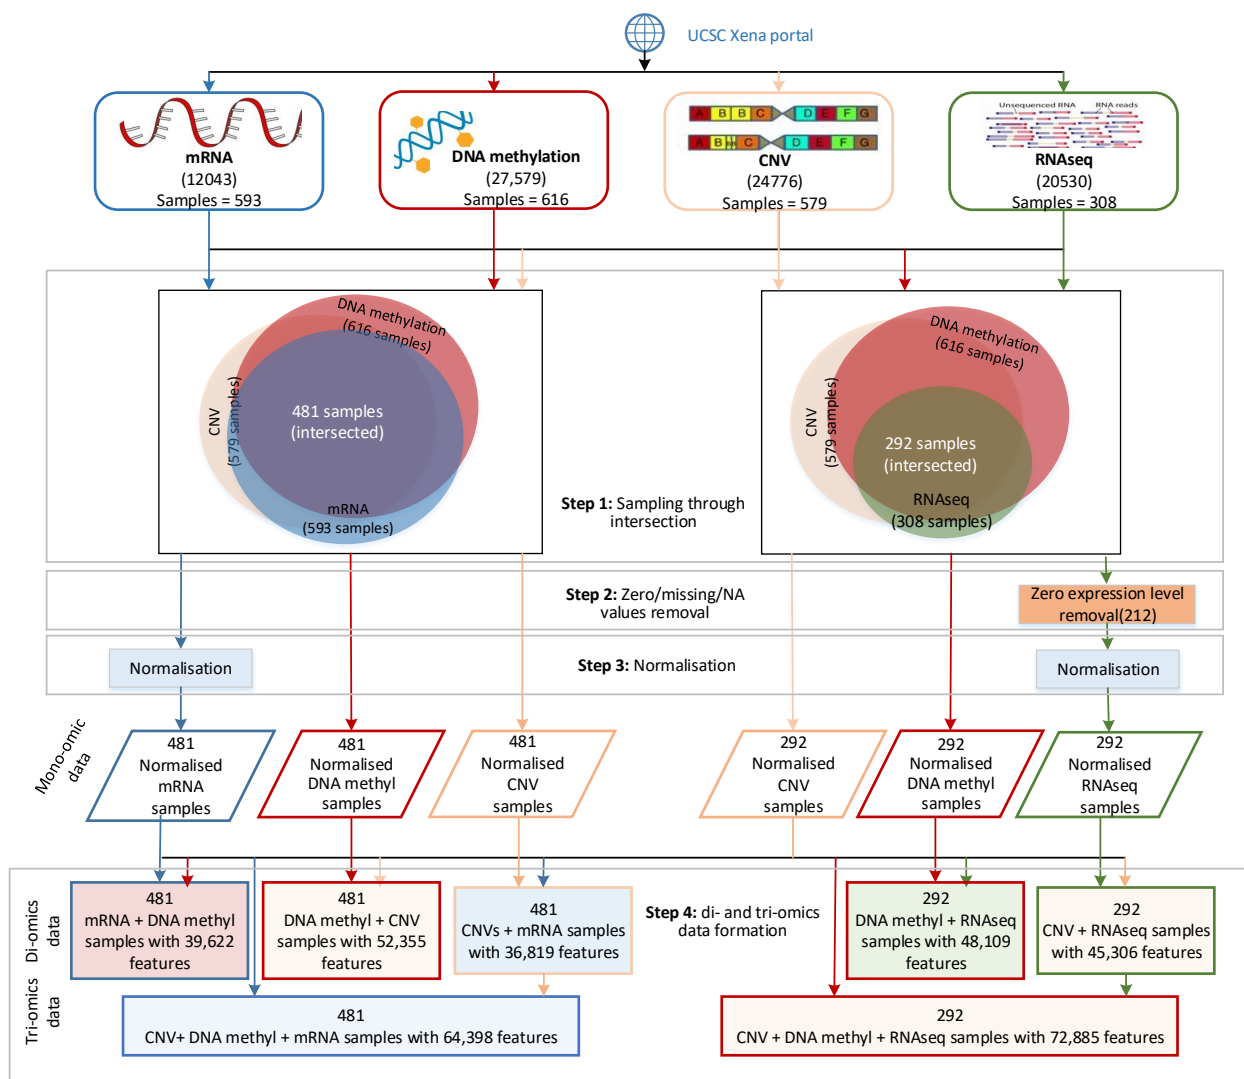 UCSC Xena portal
mRNA
(12043)
Samples = 593
DNA methylation
(27,579)
Samples = 616
A B B C D E F G
A B C D E F G
CNV
(24776)
Samples = 579
Unsequenced RNA RNA reads
RNAseq
(20530)
Samples = 308
DNA methylation
(616 samples)
CNV
(579 samples)
481 samples
(intersected)
mRNA
(593 samples)
Step 1: Sampling through
intersection
DNA methylation
(616 samples)
CNV
(579 samples)
292 samples
(intersected)
RNAseq
(308 samples)
Step 2: Zero/missing/NA
values removal
Zero expression level
removal(212)
Normalisation
Step 3: Normalisation
Normalisation
Mono-omic
data
481
Normalised
mRNA
samples
481
Normalised
DNA methyl
samples
481
Normalised
CNV
samples
292
Normalised
CNV
samples
292
Normalised
DNA methyl
samples
292
Normalised
RNAseq
samples
Di-omics
data
481
mRNA + DNA methyl
samples with 39,622
features
481
DNA methyl + CNV
samples with 52,355
features
481
CNVs + mRNA samples
with 36,819 features
Step 4: di- and tri-omics
data formation
292
DNA methyl + RNAseq
samples with 48,109
features
292
CNV + RNAseq samples
with 45,306 features
Tri-omics
data
481
CNV+ DNA methyl + mRNA samples with 64,398 features
292
CNV + DNA methyl + RNAseq samples with 72,885 features